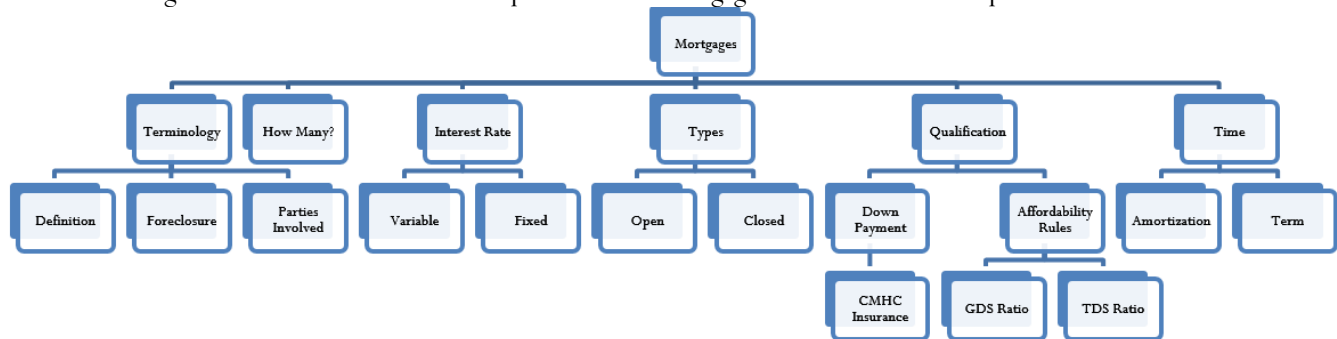 Mortgages
Terminology
How Many?
Interest Rate
Types
Qualification
Time
Definition
Foreclosure
Parties
Involved
Variable
Fixed
Open
Closed
Down
Payment
Affordability
Rules
Amortization
Term
CMHC
Insurance
GDS Ratio
TDS Ratio